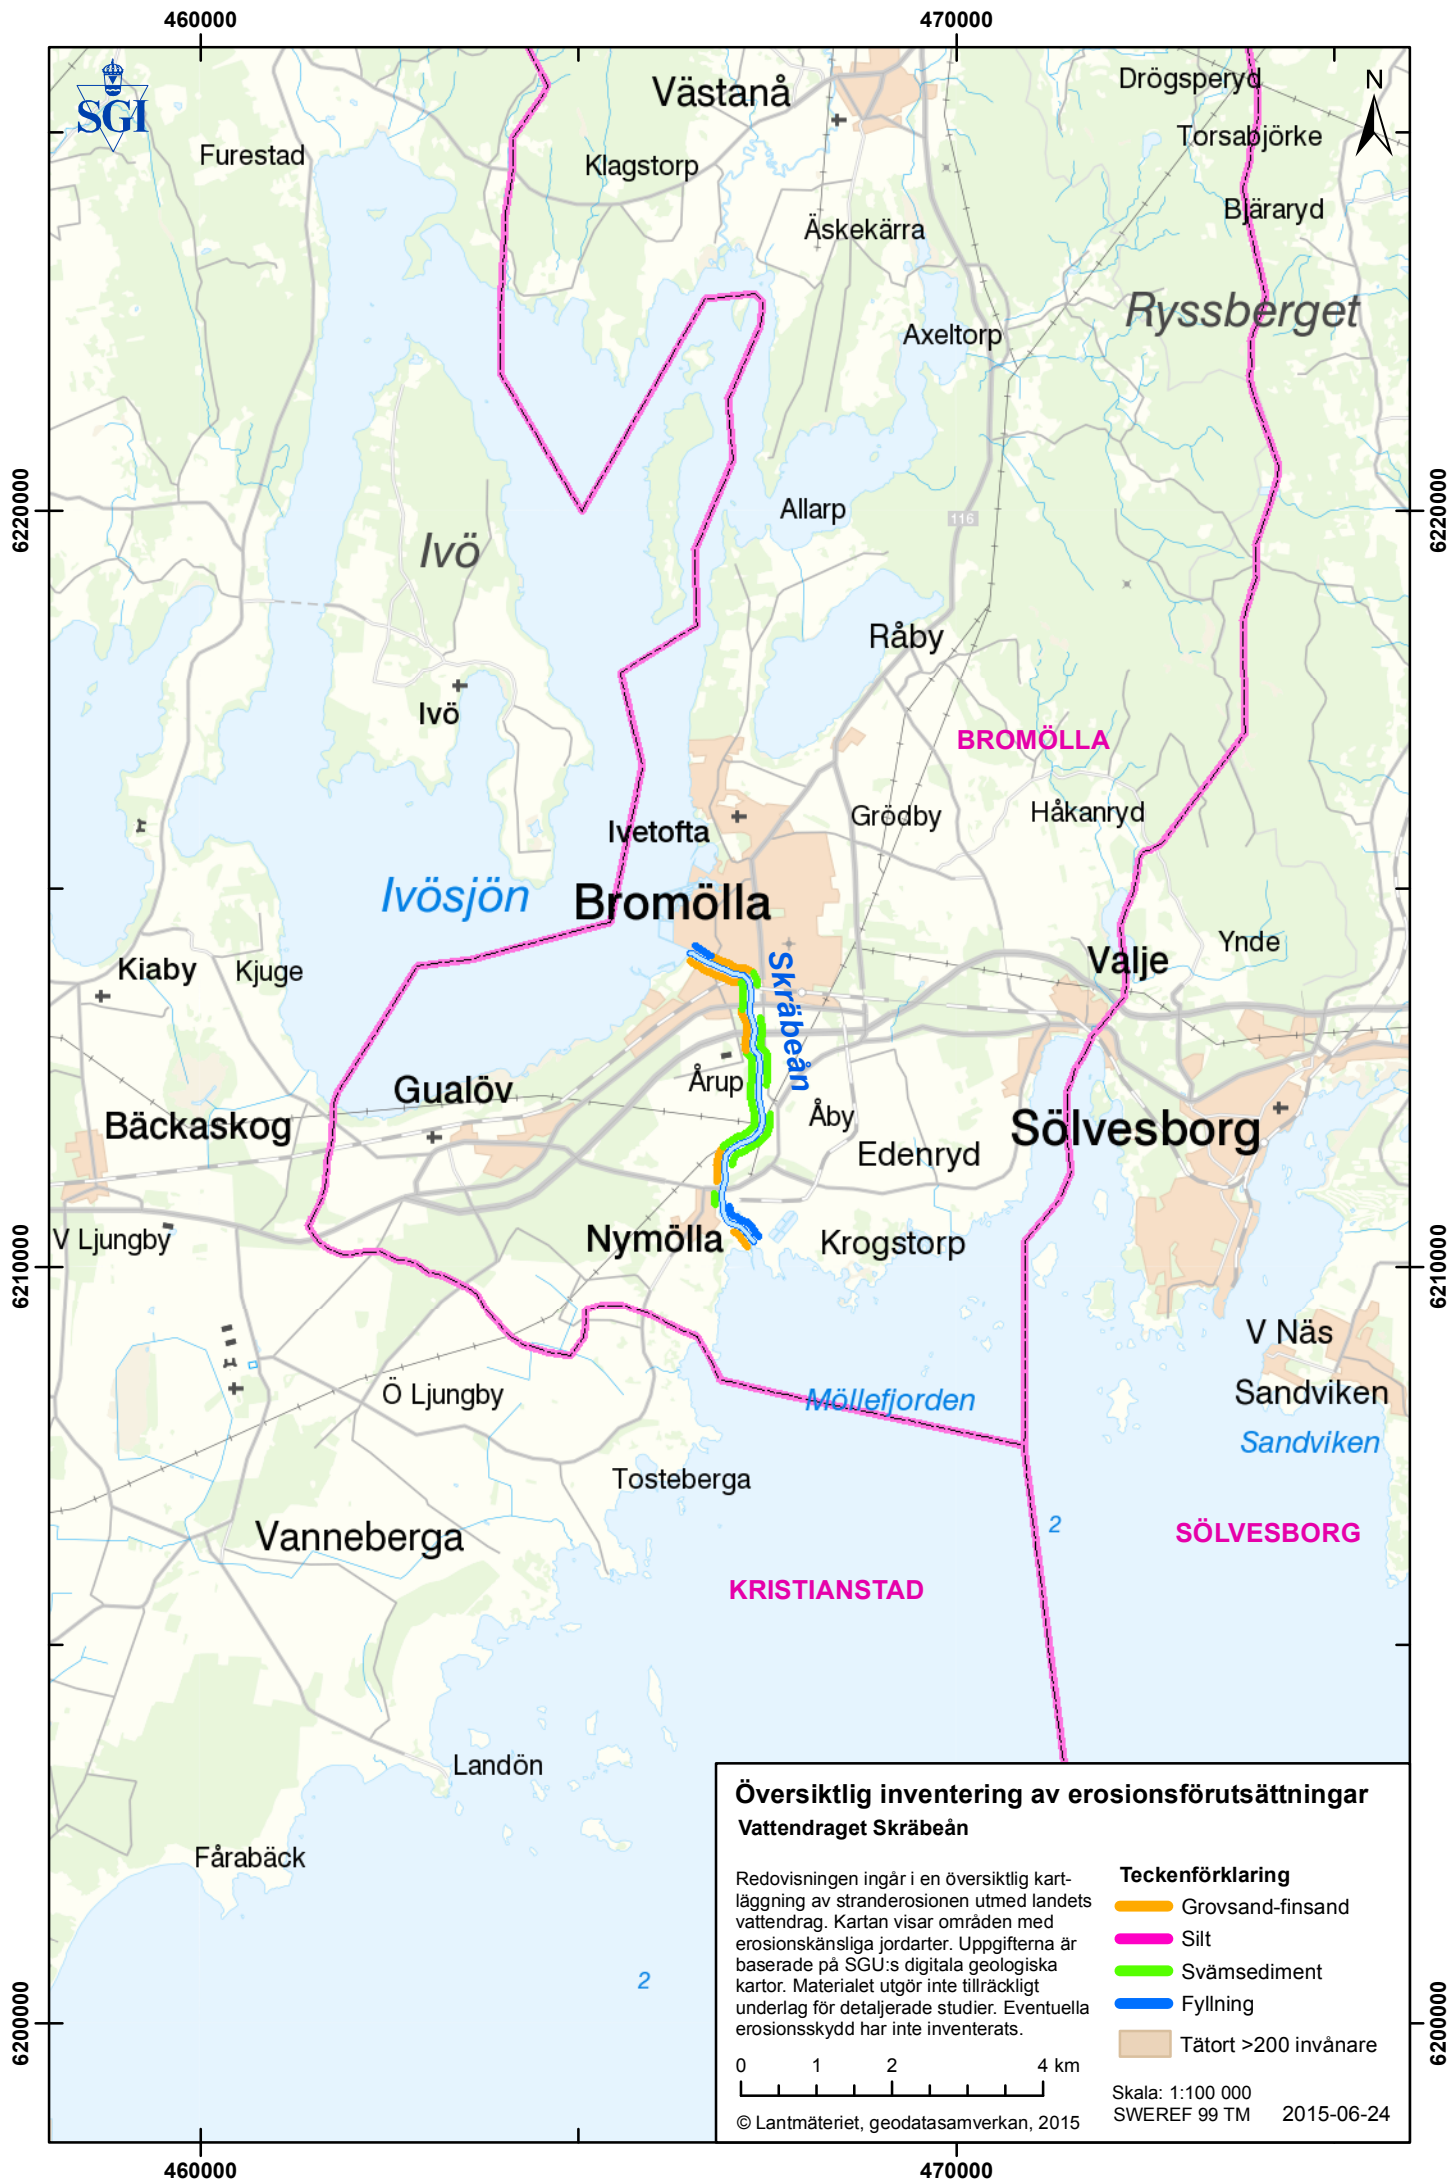 460000
470000
SGI
N
Västanå
Drögsperyd
Torsabjörke
Furestad
Klagstorp
Bjäraryd
Äskekärra
Ryssberget
Axeltorp
6220000
6220000
Allarp
116
Ivö
Råby
Ivö
BROMÖLLA
Ivetofta
Grödby
Håkanryd
Ivösjön
Bromölla
Kiaby
Kjuge
Skräbeån
Valje
Ynde
Årup
Gualöv
Åby
Bäckaskog
Edenryd
Sölvesborg
V Ljungby
Nymölla
Krogstorp
6210000
6210000
V Näs
Ö Ljungby
Möllefjorden
Sandviken
Sandviken
Tosteberga
Vanneberga
2
SÖLVESBORG
KRISTIANSTAD
Landön
Fårabäck
2
6200000
6200000
Översiktlig inventering av erosionsförutsättningar
Vattendraget Skräbeån
Redovisningen ingår i en översiktlig kart-
läggning av stranderosionen utmed landets
vattendrag. Kartan visar områden med
erosionskänsliga jordarter. Uppgifterna är
baserade på SGU:s digitala geologiska
kartor. Materialet utgör inte tillräckligt
underlag för detaljerade studier. Eventuella
erosionsskydd har inte inventerats.
Teckenförklaring
Grovsand-finsand
Silt
Svämsediment
Fyllning
Tätort >200 invånare
0 1 2 4 km
© Lantmäteriet, geodatasamverkan, 2015
Skala: 1:100 000
SWEREF 99 TM 2015-06-24
460000
470000